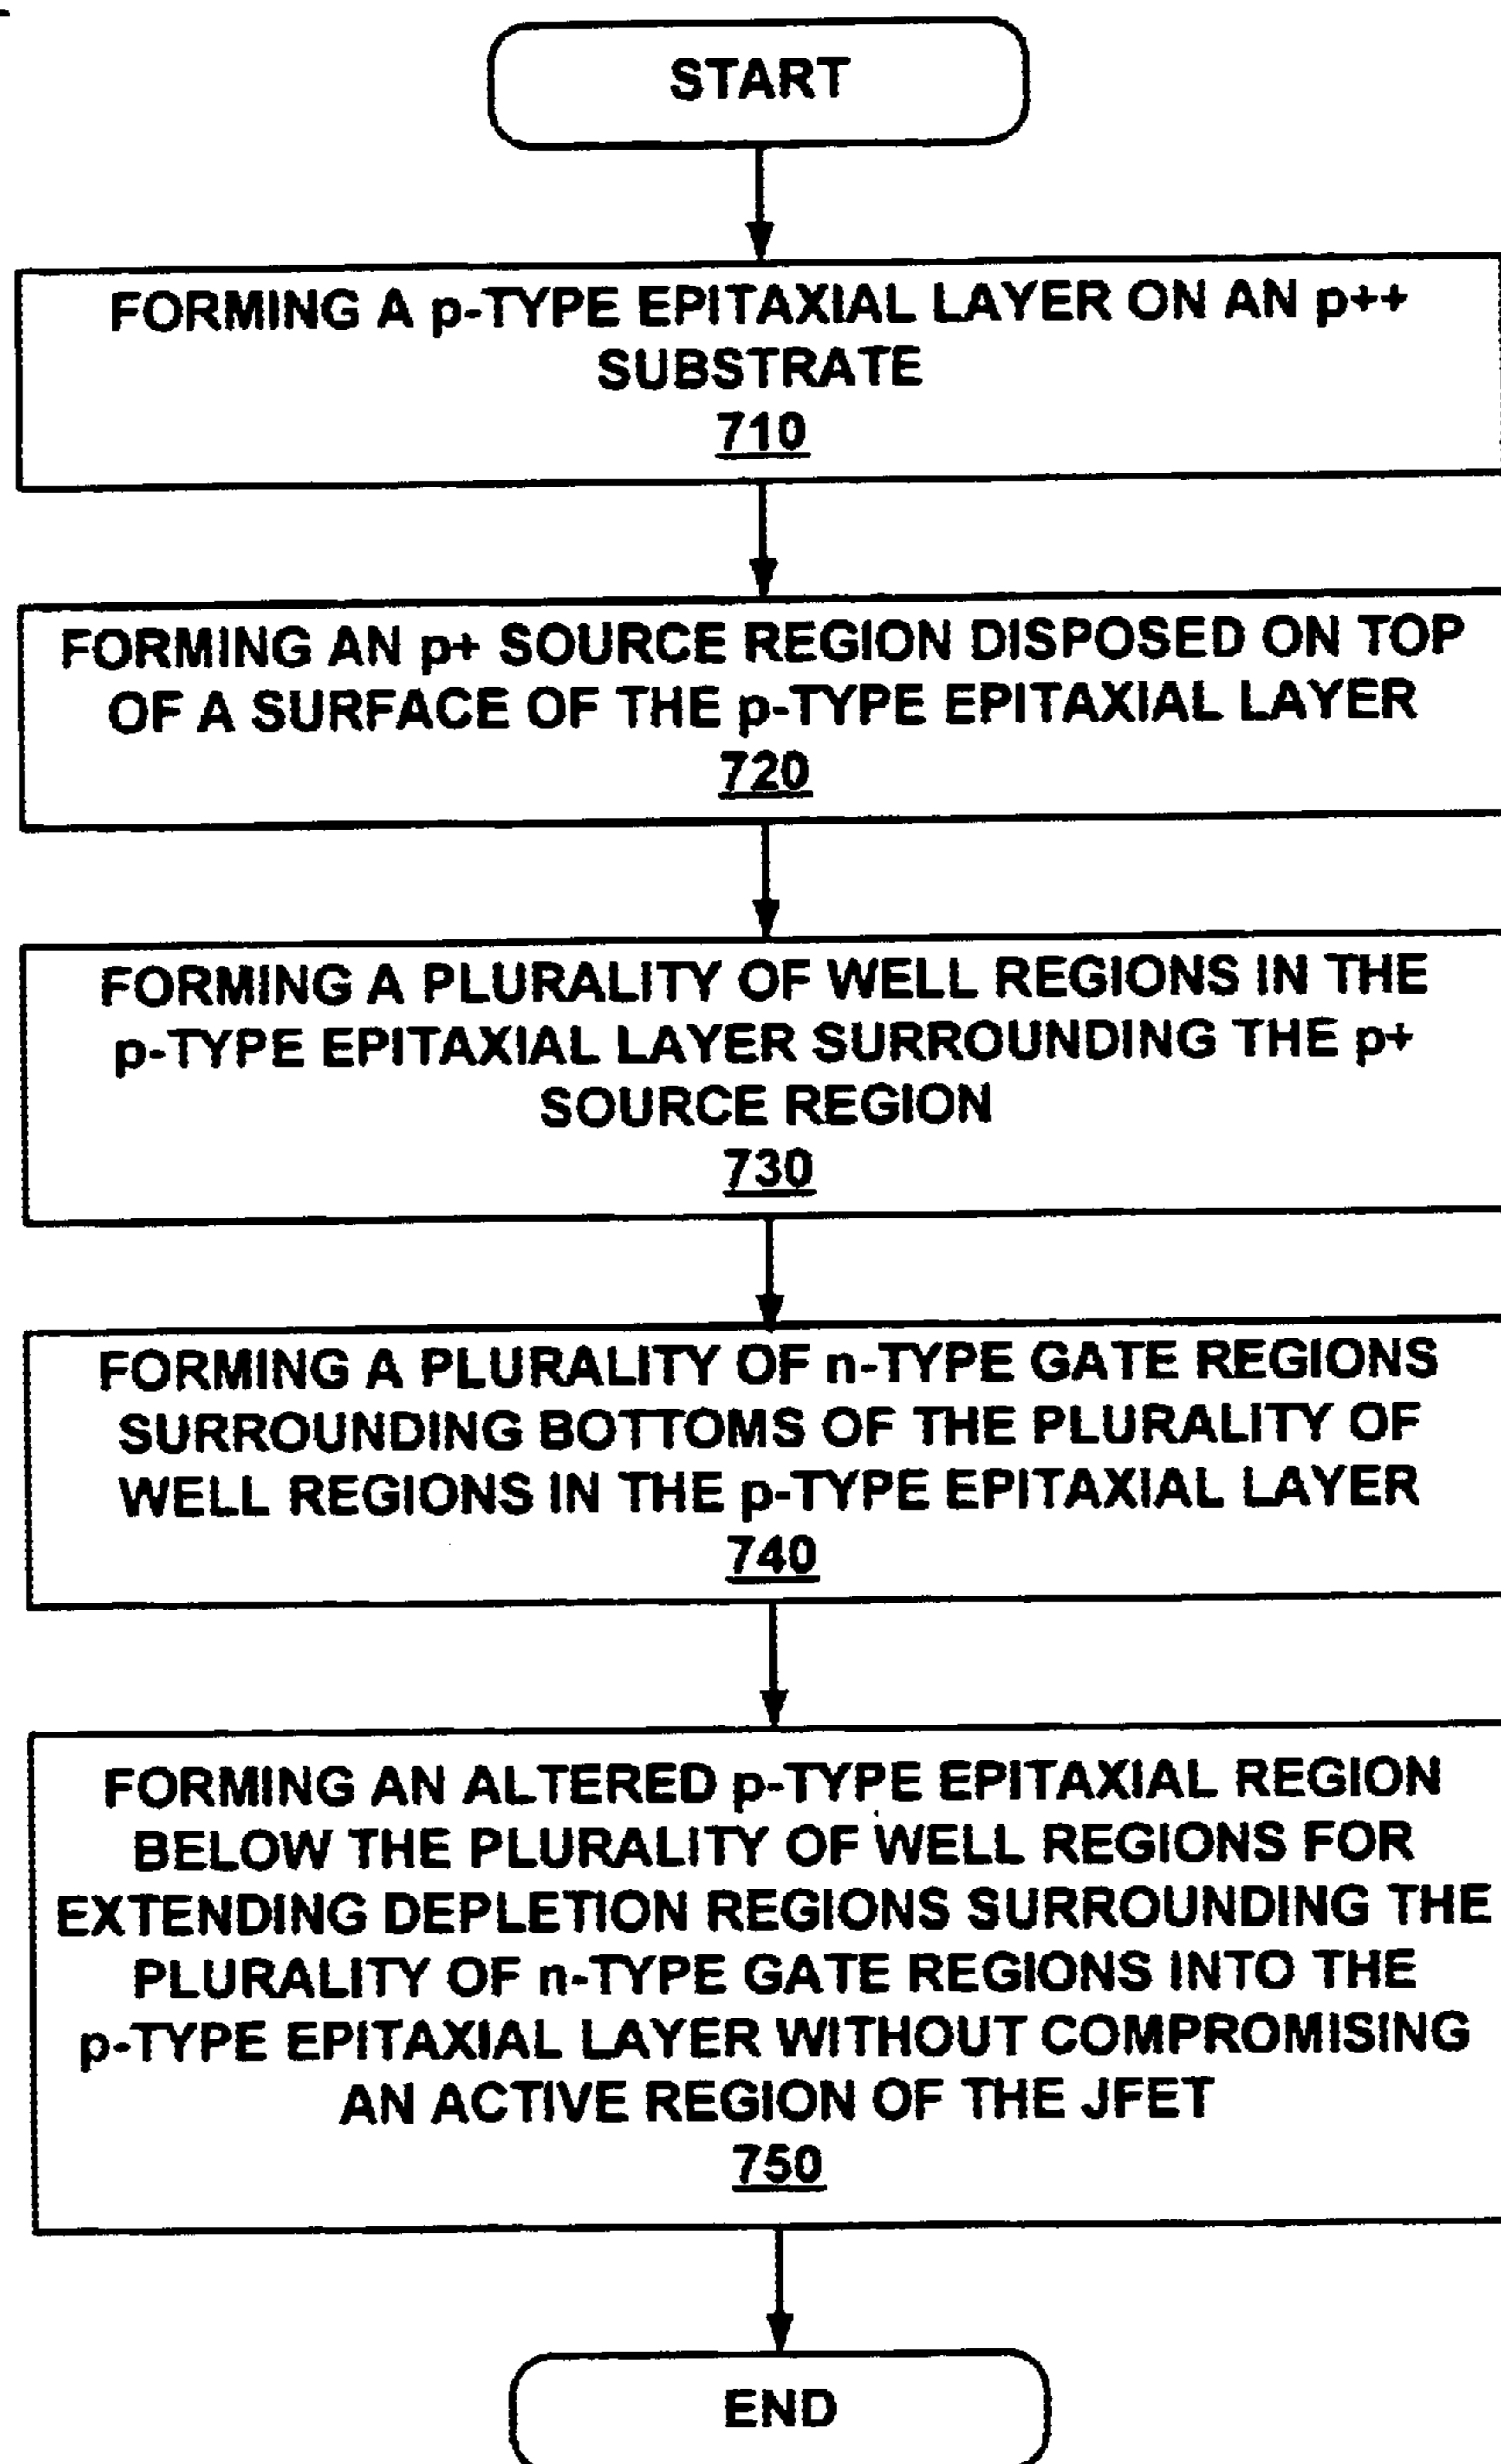 START
FORMING A p-TYPE EPITAXIAL LAYER ON AN p++
SUBSTRATE
710
FORMING AN p+ SOURCE REGION DISPOSED ON TOP
OF A SURFACE OF THE p-TYPE EPITAXIAL LAYER
720
FORMING A PLURALITY OF WELL REGIONS IN THE
p-TYPE EPITAXIAL LAYER SURROUNDING THE p+
SOURCE REGION
730
FORMING A PLURALITY OF n-TYPE GATE REGIONS
SURROUNDING BOTTOMS OF THE PLURALITY OF
WELL REGIONS IN THE p-TYPE EPITAXIAL LAYER
740
FORMING AN ALTERED p-TYPE EPITAXIAL REGION
BELOW THE PLURALITY OF WELL REGIONS FOR
EXTENDING DEPLETION REGIONS SURROUNDING THE
PLURALITY OF n-TYPE GATE REGIONS INTO THE
p-TYPE EPITAXIAL LAYER WITHOUT COMPROMISING
AN ACTIVE REGION OF THE JFET
750
END